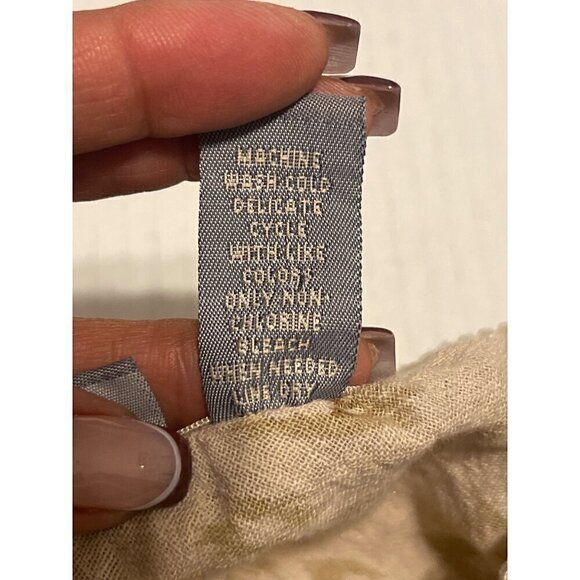 MACHINE
WASH COLD
DELICATE
CYCLE
WITH LIKE
COLORS
ONLY NON-
CHLORINE
BLEACH
WHEN NEEDED
LINE DRY